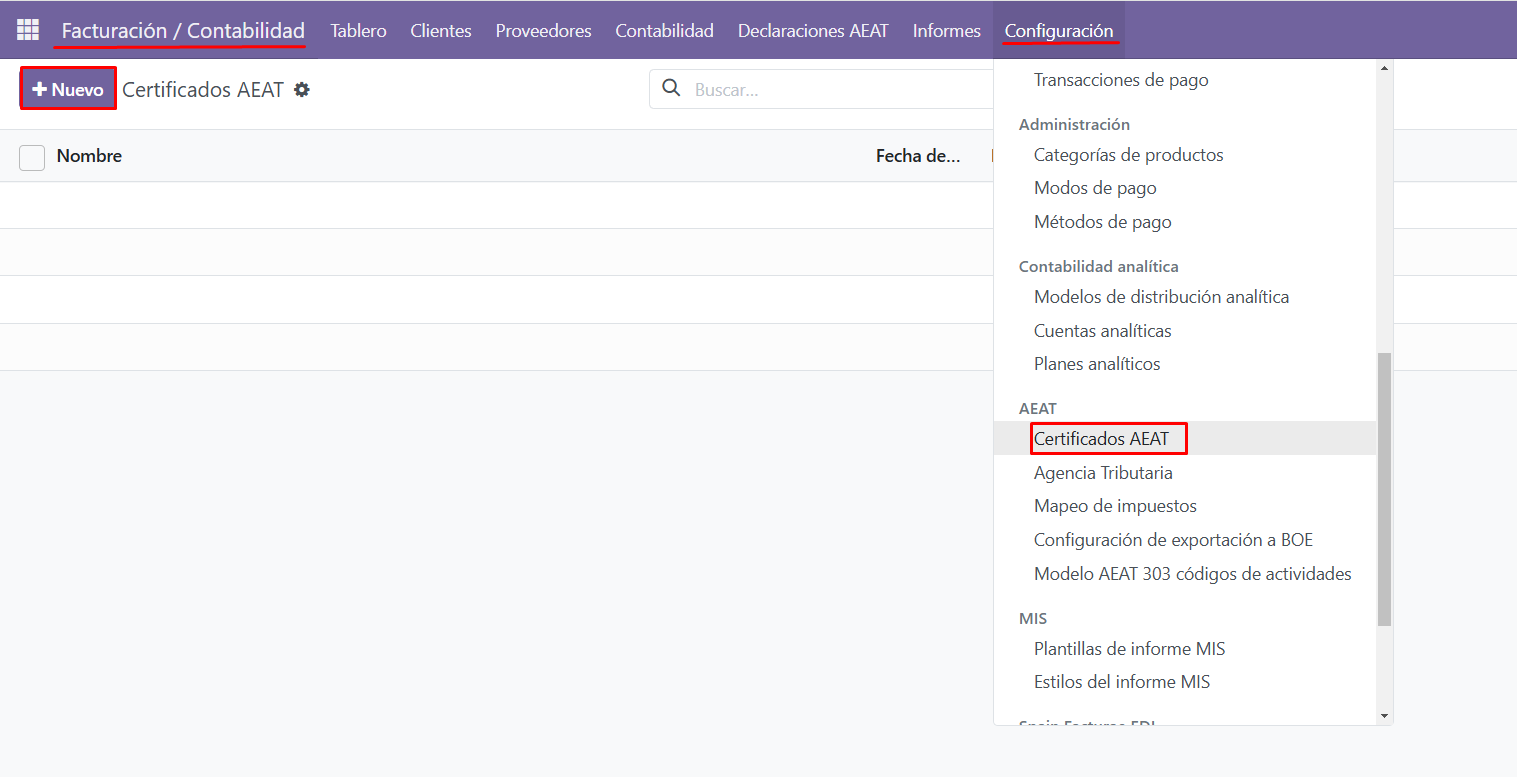 Facturación / Contabilidad Tablero Clientes Proveedores Contabilidad Declaraciones AEAT Informes Configuración
+ Nuevo Certificados AEAT Buscar...
Nombre Fecha de...
Transacciones de pago
Administración
Categorías de productos
Modos de pago
Métodos de pago
Contabilidad analítica
Modelos de distribución analítica
Cuentas analíticas
Planes analíticos
AEAT
Certificados AEAT
Agencia Tributaria
Mapeo de impuestos
Configuración de exportación a BOE
Modelo AEAT 303 códigos de actividades
MIS
Plantillas de informe MIS
Estilos del informe MIS